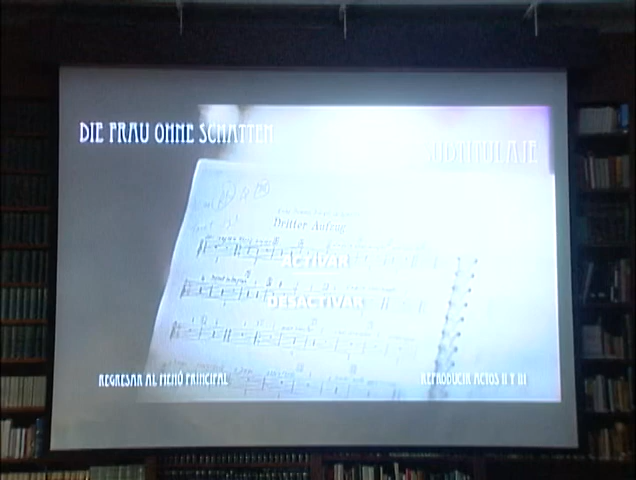 DIE FRAU OHNE SCHATTEN
SUBTITULAJE
Dritter Aufzug
ACTIVAR
DESACTIVAR
REGRESAR AL MENÚ PRINCIPAL
REPRODUCIR ACTOS II Y III